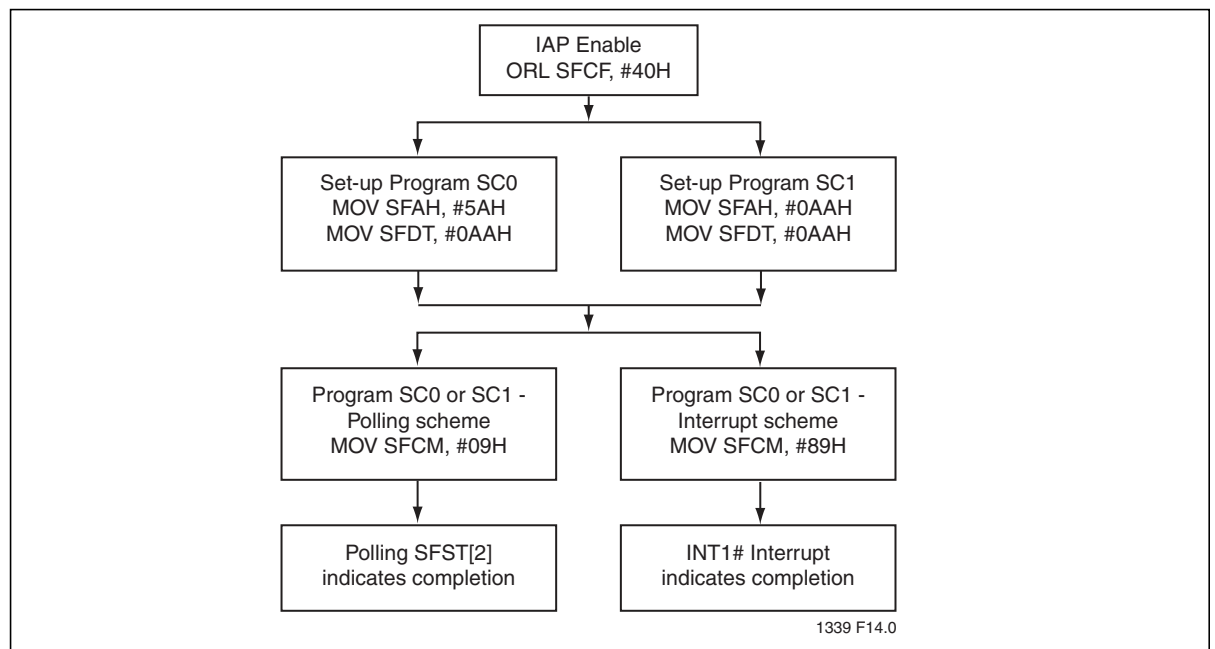 IAP Enable
ORL SFCF, #40H
Set-up Program SC0
MOV SFAH, #5AH
MOV SFDT, #0AAH
Set-up Program SC1
MOV SFAH, #0AAH
MOV SFDT, #0AAH
Program SC0 or SC1 -
Polling scheme
MOV SFCM, #09H
Program SC0 or SC1 -
Interrupt scheme
MOV SFCM, #89H
Polling SFST[2]
indicates completion
INT1# Interrupt
indicates completion
1339 F14.0